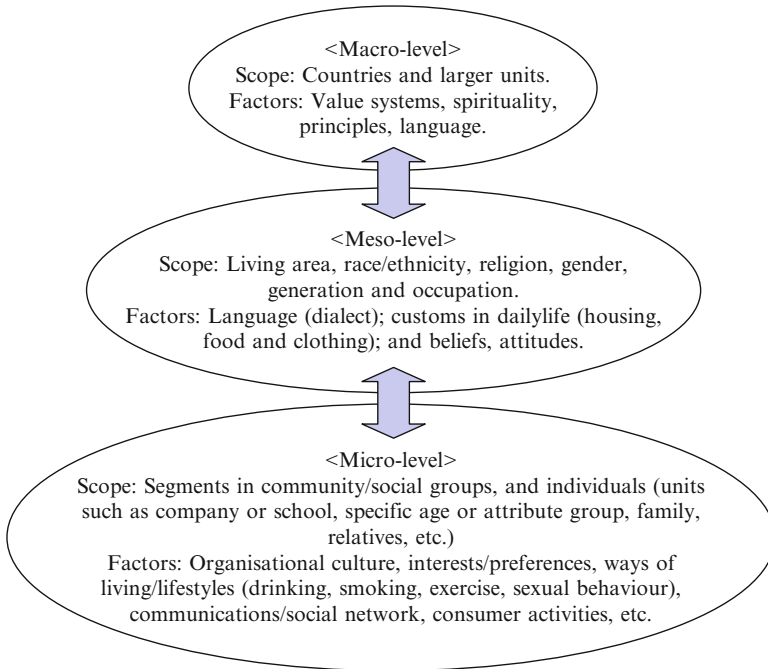 <Macro-level>
Scope: Countries and larger units.
Factors: Value systems, spirituality,
principles, language.
<Meso-level>
Scope: Living area, race/ethnicity, religion, gender,
generation and occupation.
Factors: Language (dialect); customs in dailylife (housing,
food and clothing); and beliefs, attitudes.
<Micro-level>
Scope: Segments in community/social groups, and individuals (units
such as company or school, specific age or attribute group, family,
relatives, etc.)
Factors: Organisational culture, interests/preferences, ways of
living/lifestyles (drinking, smoking, exercise, sexual behaviour),
communications/social network, consumer activities, etc.